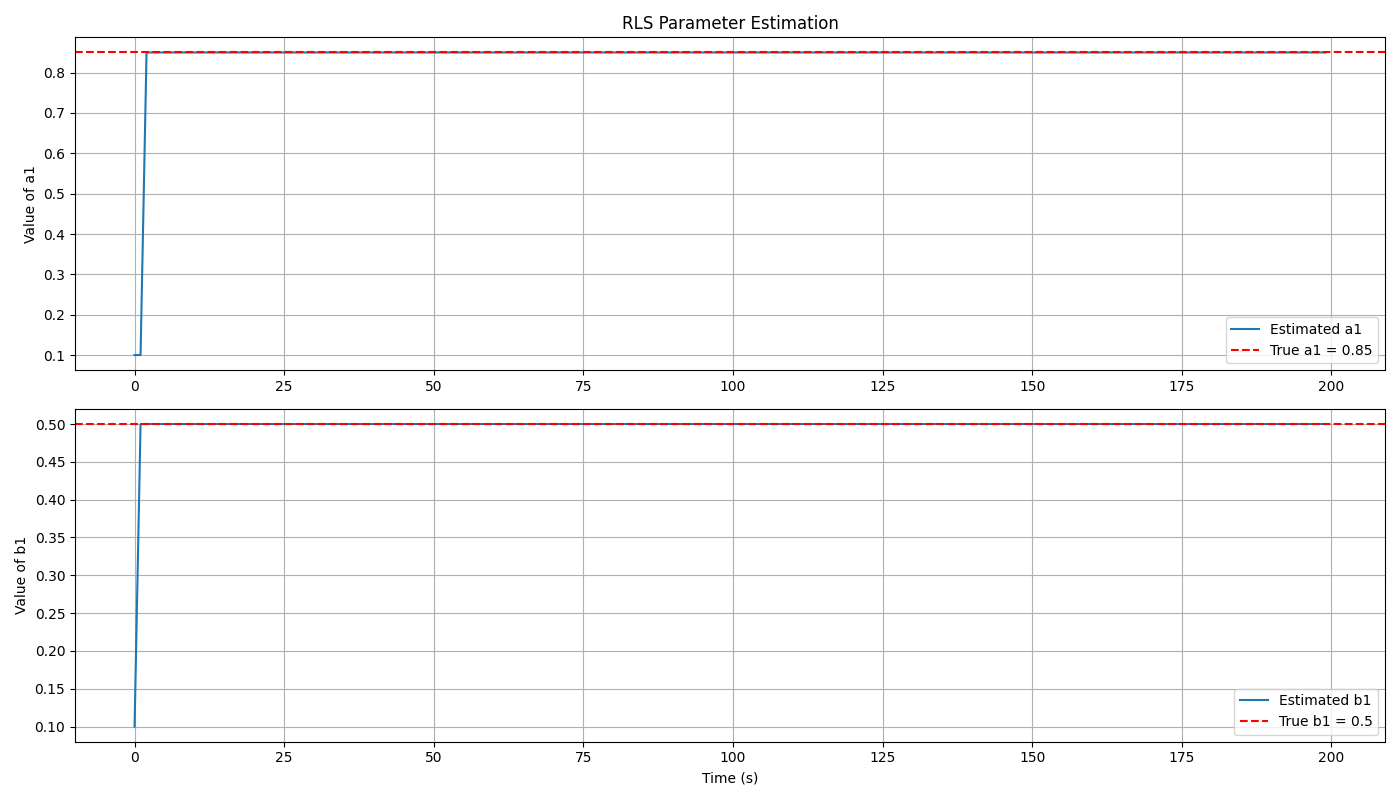 RLS Parameter Estimation
Value of a1
0.8
0.7
0.6
0.5
0.4
0.3
0.2
0.1
Estimated a1
True a1 = 0.85
0 25 50 75 100 125 150 175 200
Value of b1
0.50
0.45
0.40
0.35
0.30
0.25
0.20
0.15
0.10
Estimated b1
True b1 = 0.5
0 25 50 75 100 125 150 175 200
Time (s)